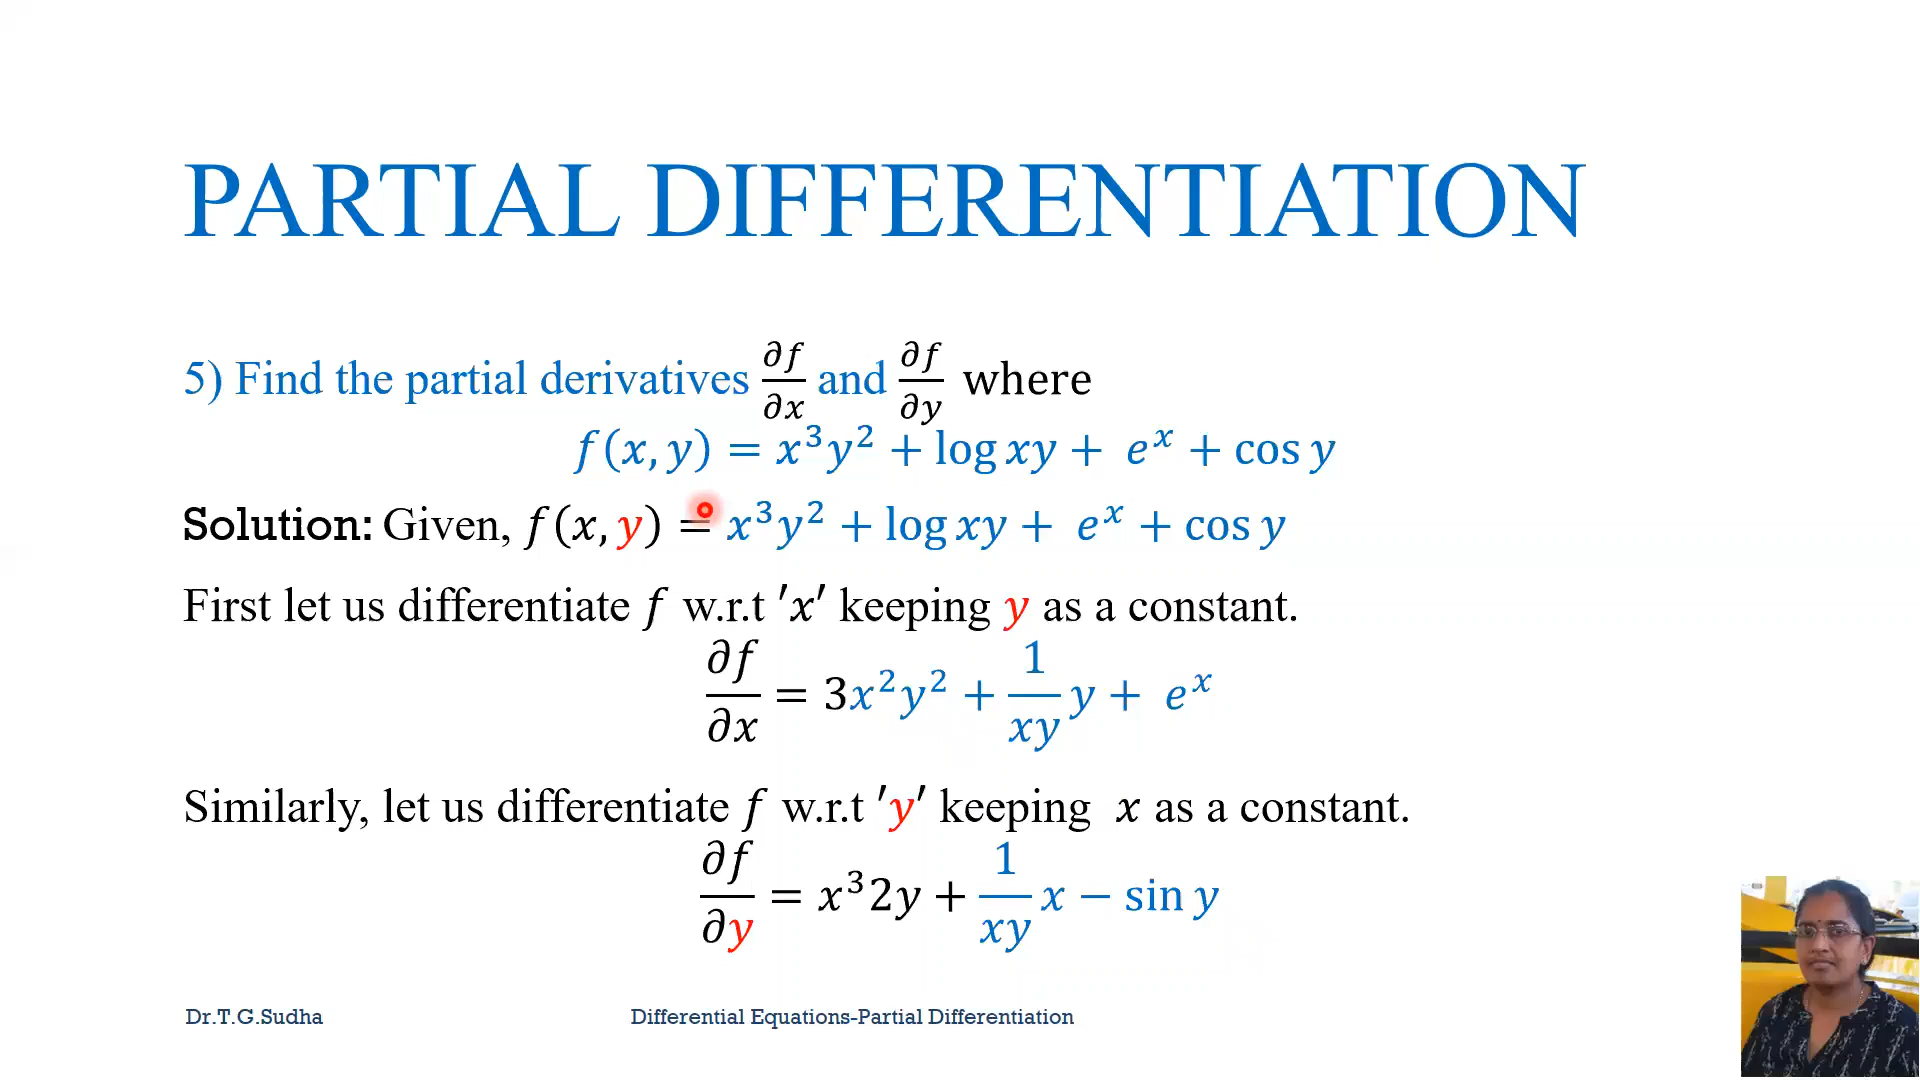 PARTIAL DIFFERENTIATION
5) Find the partial derivatives ∂f/∂x and ∂f/∂y where
f(x, y) = x³y² + log xy + eˣ + cos y
Solution: Given, f(x, y) = x³y² + log xy + eˣ + cos y
First let us differentiate f w.r.t ′x′ keeping y as a constant.
∂f/∂x = 3x²y² + 1/xy y + eˣ
Similarly, let us differentiate f w.r.t ′y′ keeping x as a constant.
∂f/∂y = x³2y + 1/xy x − sin y
Dr.T.G.Sudha
Differential Equations-Partial Differentiation